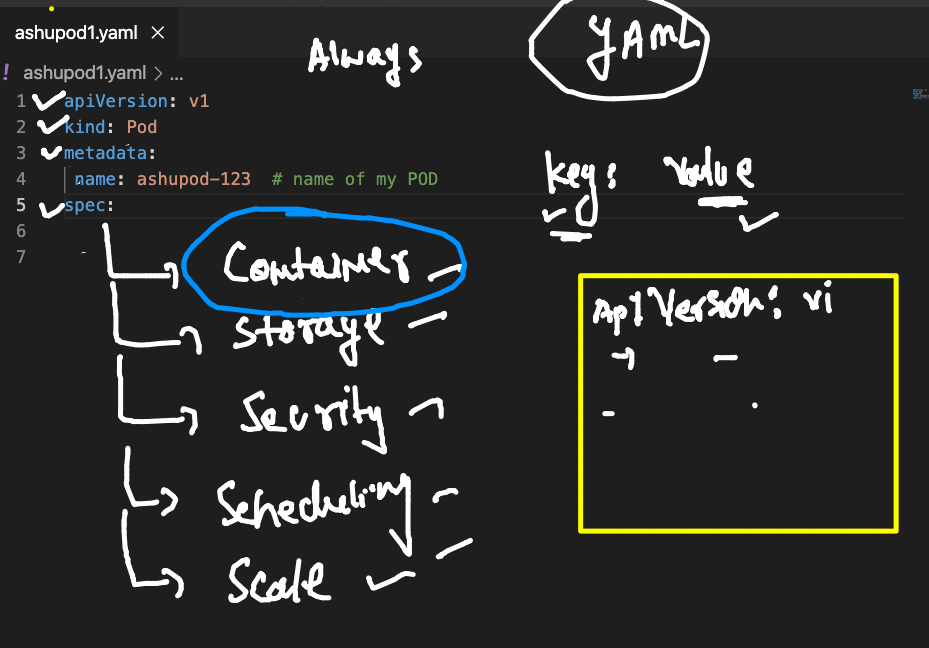 ashupod1.yaml ×
Always
YAML
! ashupod1.yaml > ...
1 apiVersion: v1
2 kind: Pod
3 metadata:
4 name: ashupod-123 # name of my POD
5 spec:
6
7
key: value
Container
Storage
Security
Scheduling
Scale
ApiVersion: v1